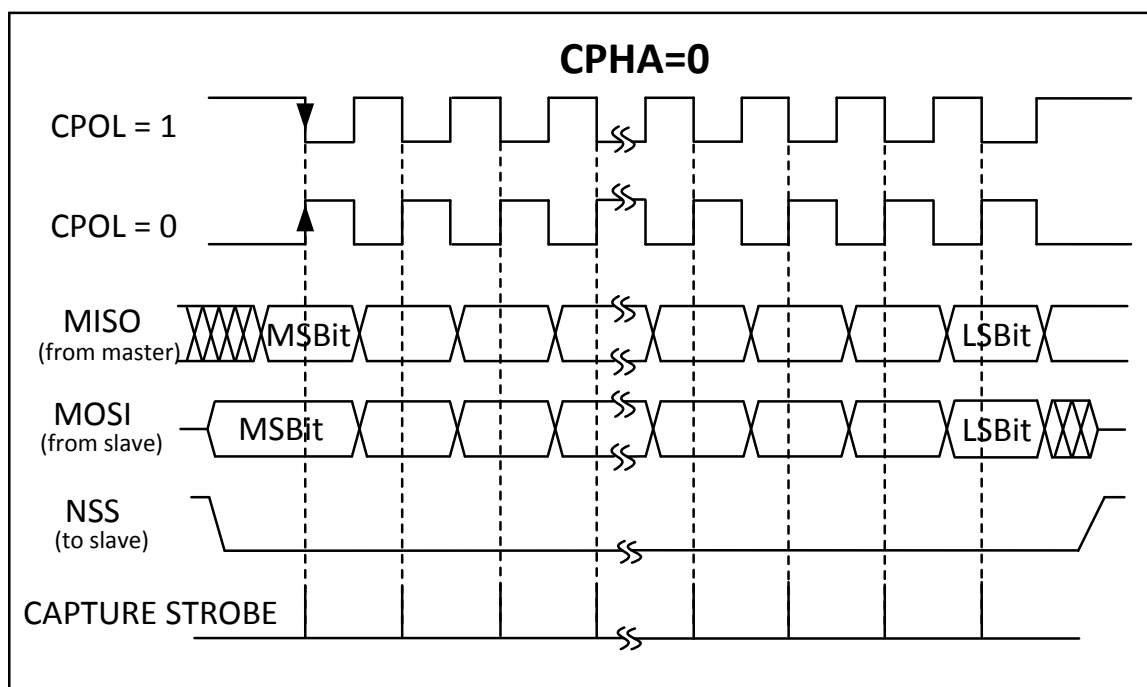 CPHA=0
CPOL = 1
CPOL = 0
MISO
(from master)
MSBit
LSBit
MOSI
(from slave)
MSBit
LSBit
NSS
(to slave)
CAPTURE STROBE